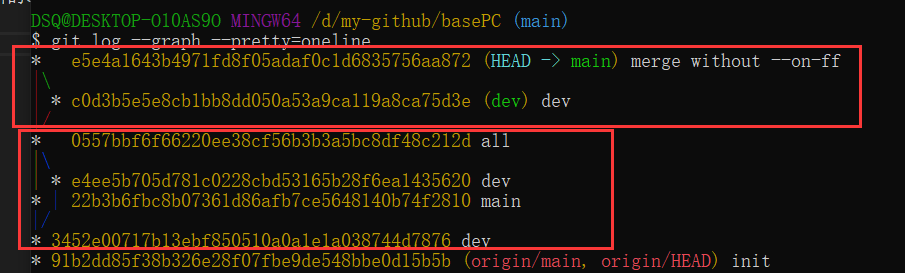 DSQ@DESKTOP-O10AS90 MINGW64 /d/my-github/basePC (main)
$ git log --graph --pretty=oneline
*   e5e4a1643b4971fd8f05adaf0c1d6835756aa872 (HEAD -> main) merge without --on-ff
|\
| * c0d3b5e5e8cb1bb8dd050a53a9ca119a8ca75d3e (dev) dev
|/
*   0557bbf6f66220ee38cf56b3b3a5bc8df48c212d all
|\
| * e4ee5b705d781c0228cbd53165b28f6ea1435620 dev
* | 22b3b6fbc8b07361d86afb7ce5648140b74f2810 main
|/
* 3452e00717b13ebf850510a0a1e1a038744d7876 dev
* 91b2dd85f38b326e28f07fbe9de548bbe0d15b5b (origin/main, origin/HEAD) init